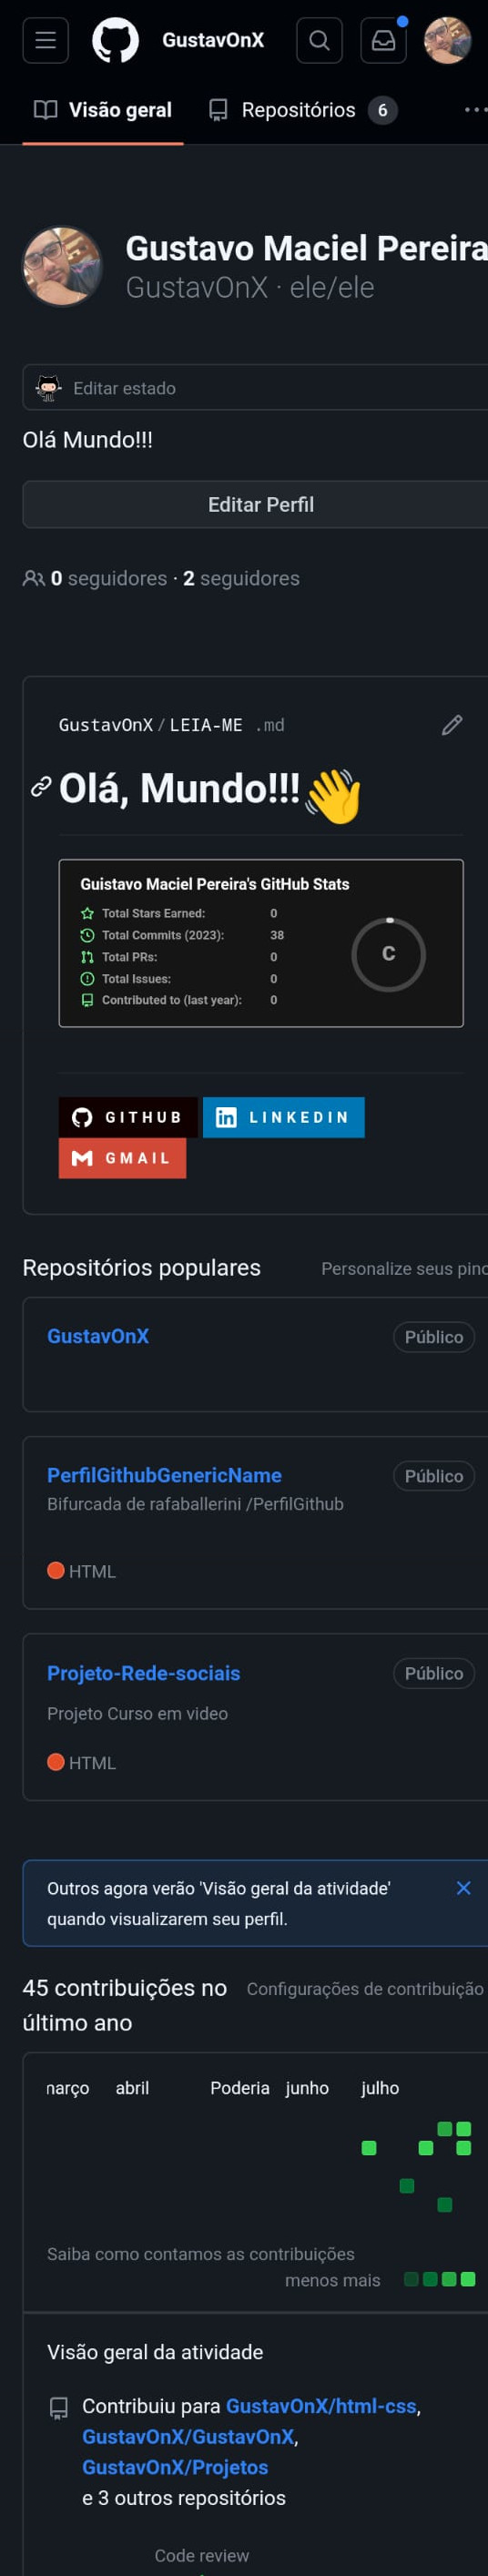 GustavOnX
Visão geral
Repositórios 6
Gustavo Maciel Pereira
GustavOnX · ele/ele
Editar estado
Olá Mundo!!!
Editar Perfil
0 seguidores · 2 seguidores
GustavOnX / LEIA-ME .md
Olá, Mundo!!!👋
Guistavo Maciel Pereira's GitHub Stats
Total Stars Earned: 0
Total Commits (2023): 38
Total PRs: 0
Total Issues: 0
Contributed to (last year): 0
C
GITHUB
LINKEDIN
GMAIL
Repositórios populares
Personalize seus pinc
GustavOnX
Público
PerfilGithubGenericName
Público
Bifurcada de rafaballerini /PerfilGithub
HTML
Projeto-Rede-sociais
Público
Projeto Curso em video
HTML
Outros agora verão 'Visão geral da atividade'
quando visualizarem seu perfil.
45 contribuições no
último ano
Configurações de contribuição
narço abril Poderia junho julho
Saiba como contamos as contribuições
menos mais
Visão geral da atividade
Contribuiu para GustavOnX/html-css,
GustavOnX/GustavOnX,
GustavOnX/Projetos
e 3 outros repositórios
Code review